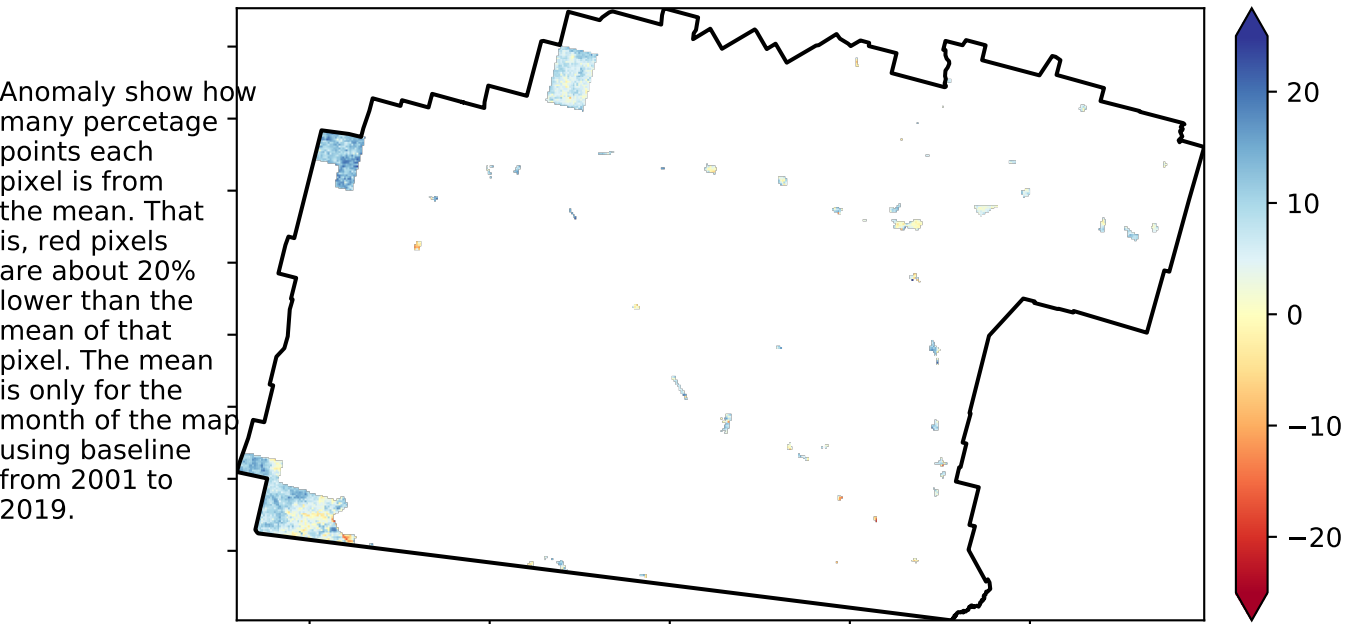 Anomaly show how
many percetage
points each
pixel is from
the mean. That
is, red pixels
are about 20%
lower than the
mean of that
pixel. The mean
is only for the
month of the map
using baseline
from 2001 to
2019.
20
10
0
−10
−20